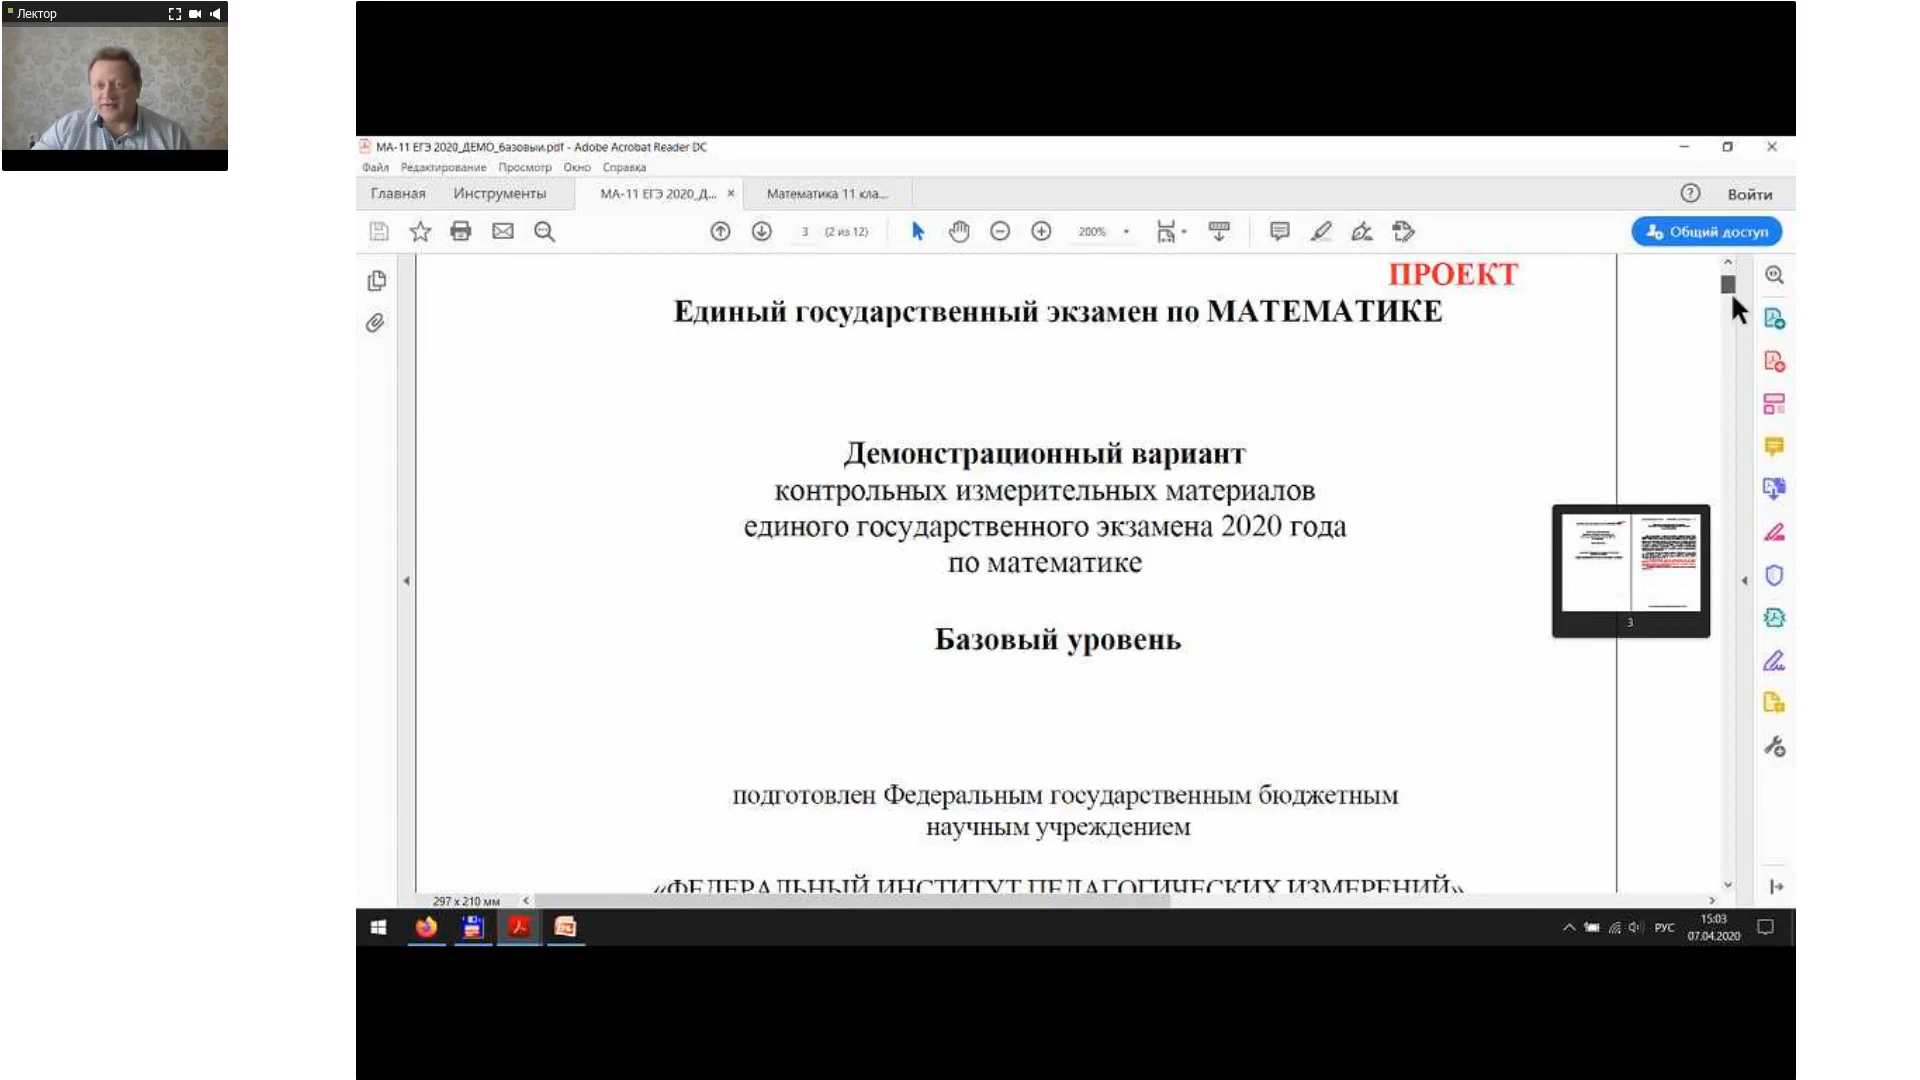 Лектор
МА-11 ЕГЭ 2020_ДЕМО_базовый.pdf - Adobe Acrobat Reader DC
Файл Редактирование Просмотр Окно Справка
Главная Инструменты МА-11 ЕГЭ 2020_Д... × Математика 11 кла... Войти
3 (2 из 12) 200% Общий доступ
ПРОЕКТ
Единый государственный экзамен по МАТЕМАТИКЕ
Демонстрационный вариант
контрольных измерительных материалов
единого государственного экзамена 2020 года
по математике
Базовый уровень
3
подготовлен Федеральным государственным бюджетным
научным учреждением
«ФЕДЕРАЛЬНЫЙ ИНСТИТУТ ПЕДАГОГИЧЕСКИХ ИЗМЕРЕНИЙ»
297 x 210 мм
РУС
15:03
07.04.2020